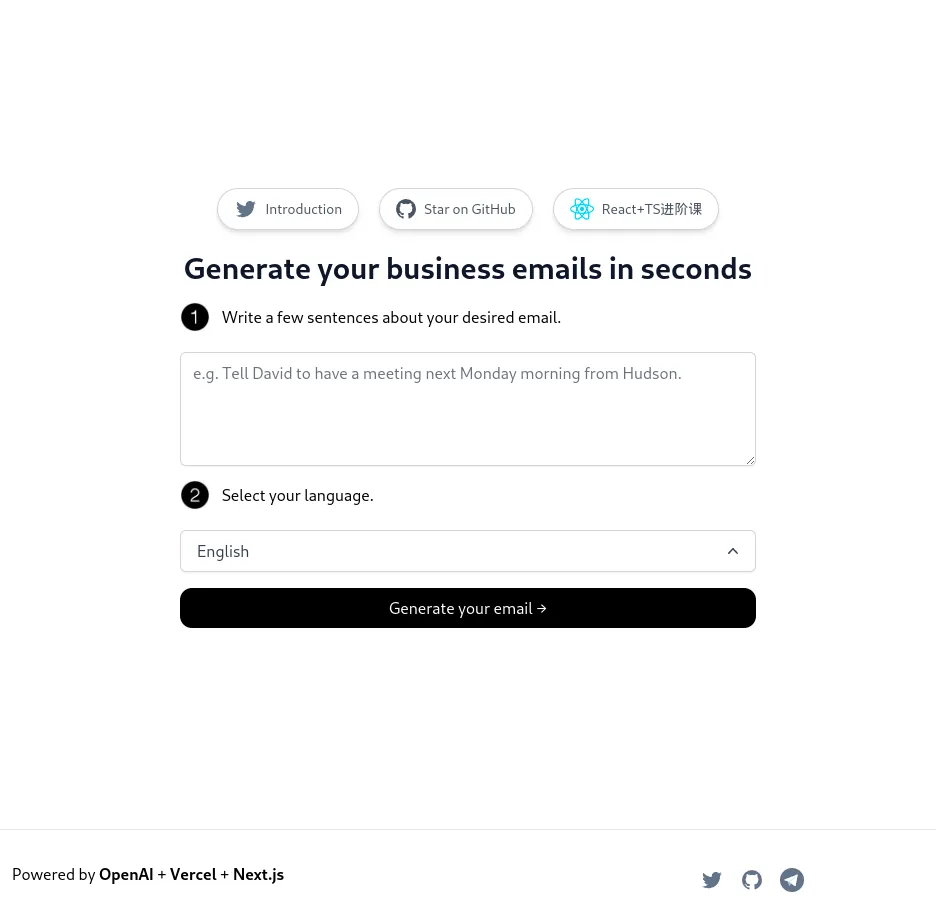 Introduction
Star on GitHub
React+TS进阶课
Generate your business emails in seconds
1 Write a few sentences about your desired email.
e.g. Tell David to have a meeting next Monday morning from Hudson.
2 Select your language.
English
Generate your email →
Powered by OpenAI + Vercel + Next.js